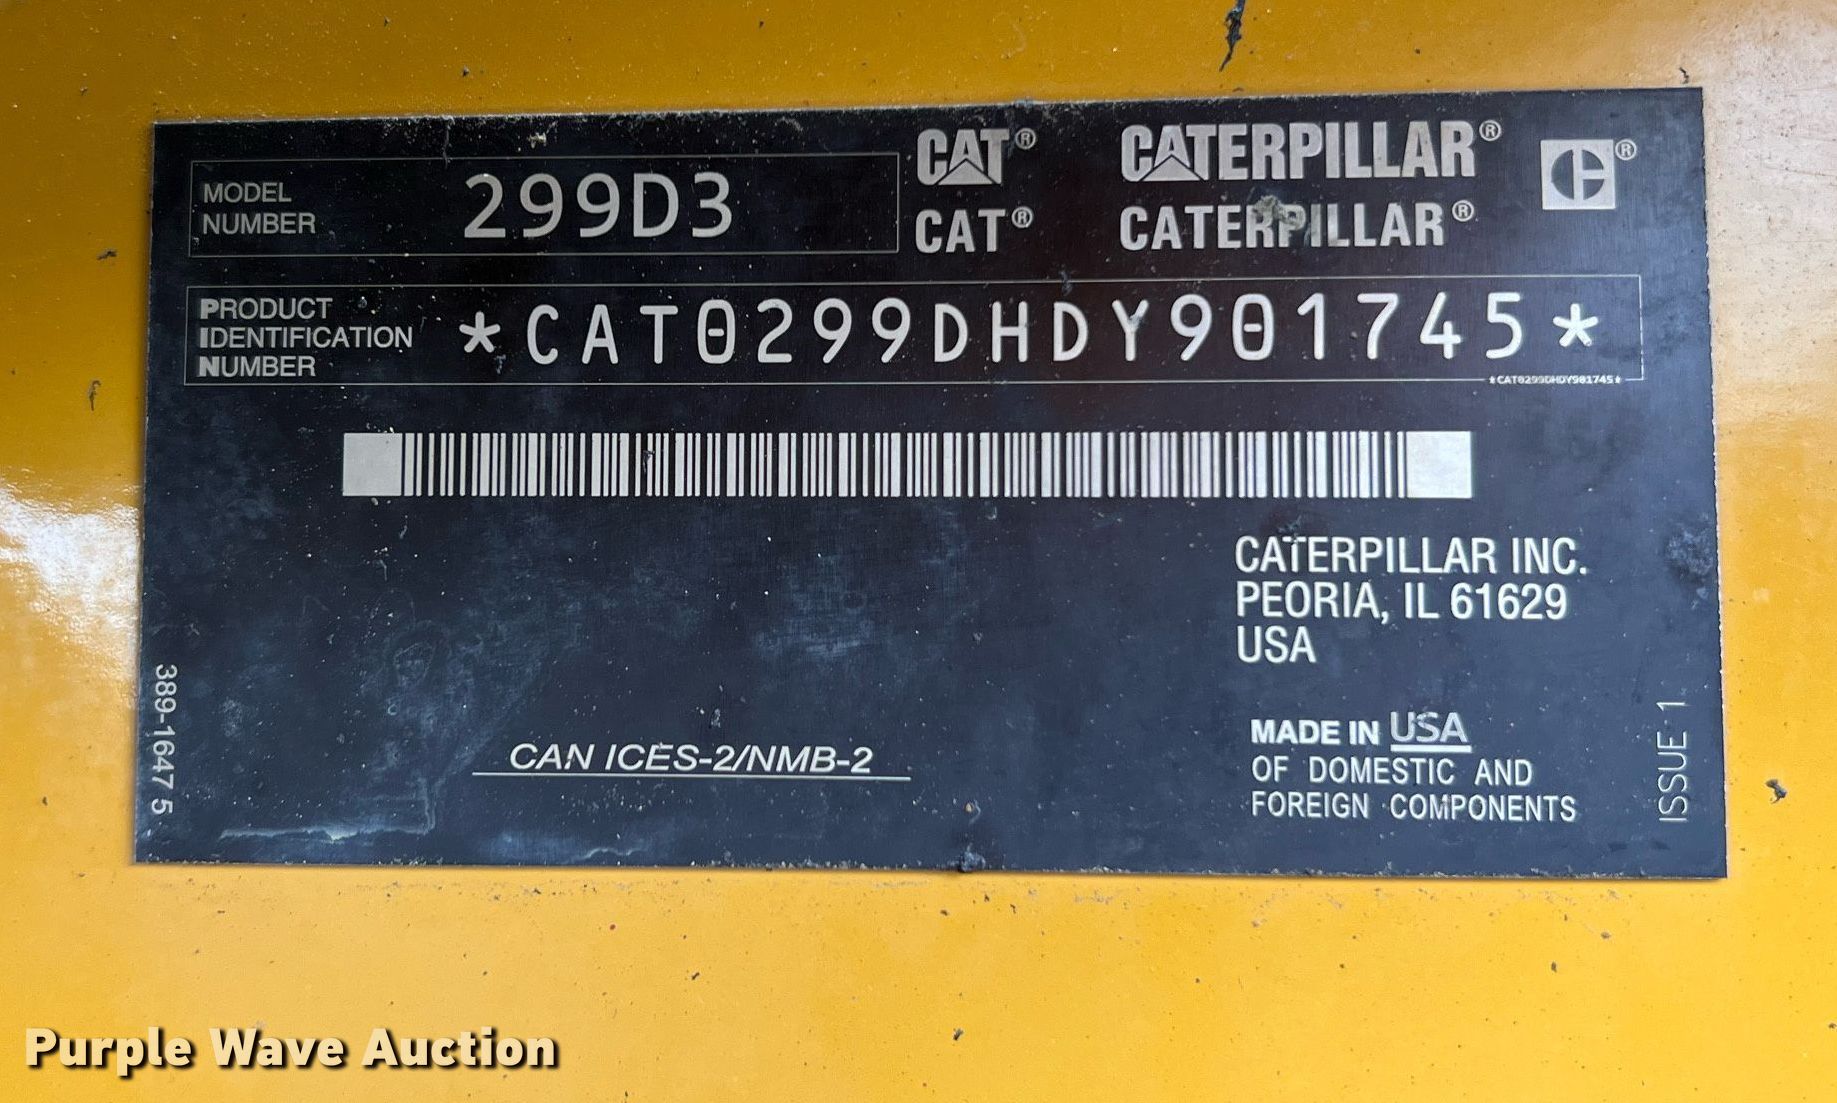 MODEL NUMBER 299D3
CAT® CATERPILLAR® ®
CAT® CATERPILLAR®
PRODUCT IDENTIFICATION NUMBER *CAT0299DHDY901745*
*CAT0299DHDY901745*
CATERPILLAR INC.
PEORIA, IL 61629
USA
MADE IN USA
OF DOMESTIC AND
FOREIGN COMPONENTS
CAN ICES-2/NMB-2
389-1647 5
ISSUE 1
Purple Wave Auction